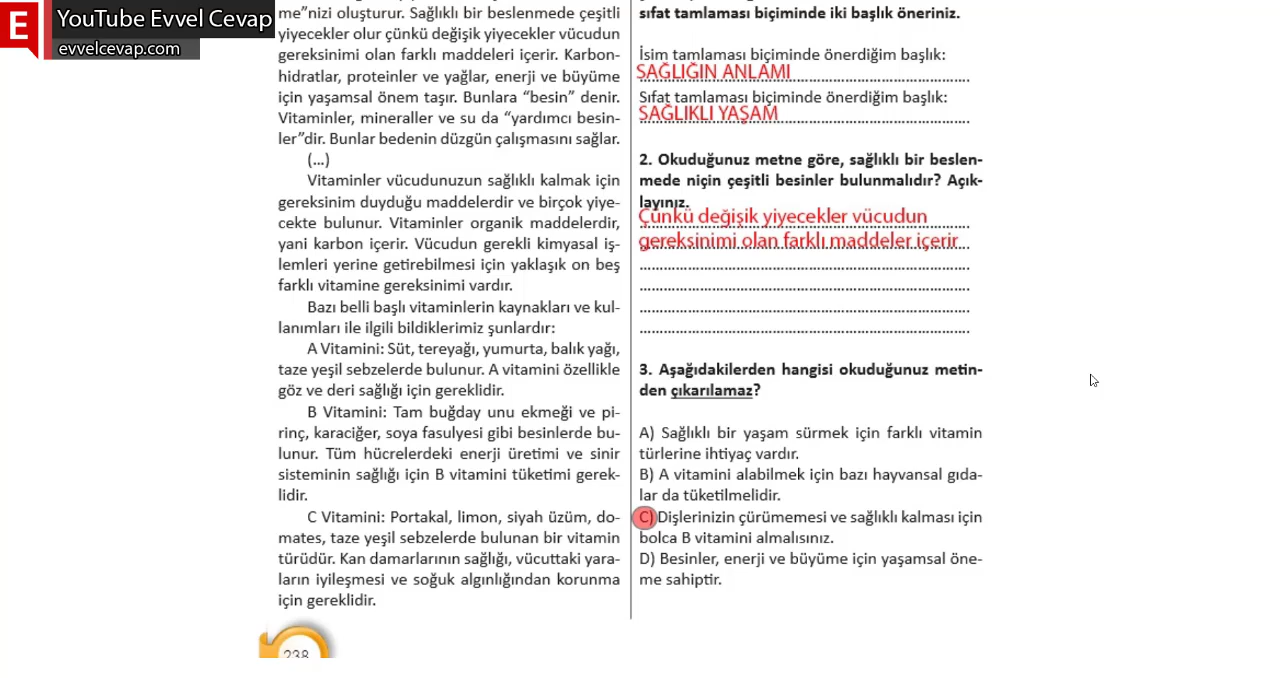 YouTube Evvel Cevap
evvelcevap.com
me”nizi oluşturur. Sağlıklı bir beslenmede çeşitli
yiyecekler olur çünkü değişik yiyecekler vücudun
gereksinimi olan farklı maddeleri içerir. Karbon-
hidratlar, proteinler ve yağlar, enerji ve büyüme
için yaşamsal önem taşır. Bunlara “besin” denir.
Vitaminler, mineraller ve su da “yardımcı besin-
ler”dir. Bunlar bedenin düzgün çalışmasını sağlar.
(...)
Vitaminler vücudunuzun sağlıklı kalmak için
gereksinim duyduğu maddelerdir ve birçok yiye-
cekte bulunur. Vitaminler organik maddelerdir,
yani karbon içerir. Vücudun gerekli kimyasal iş-
lemleri yerine getirebilmesi için yaklaşık on beş
farklı vitamine gereksinimi vardır.
Bazı belli başlı vitaminlerin kaynakları ve kul-
lanımları ile ilgili bildiklerimiz şunlardır:
A Vitamini: Süt, tereyağı, yumurta, balık yağı,
taze yeşil sebzelerde bulunur. A vitamini özellikle
göz ve deri sağlığı için gereklidir.
B Vitamini: Tam buğday unu ekmeği ve pi-
rinç, karaciğer, soya fasulyesi gibi besinlerde bu-
lunur. Tüm hücrelerdeki enerji üretimi ve sinir
sisteminin sağlığı için B vitamini tüketimi gerek-
lidir.
C Vitamini: Portakal, limon, siyah üzüm, do-
mates, taze yeşil sebzelerde bulunan bir vitamin
türüdür. Kan damarlarının sağlığı, vücuttaki yara-
ların iyileşmesi ve soğuk algınlığından korunma
için gereklidir.
238
sıfat tamlaması biçiminde iki başlık öneriniz.
İsim tamlaması biçiminde önerdiğim başlık:
SAĞLIĞIN ANLAMI
Sıfat tamlaması biçiminde önerdiğim başlık:
SAĞLIKLI YAŞAM
2. Okuduğunuz metne göre, sağlıklı bir beslen-
mede niçin çeşitli besinler bulunmalıdır? Açık-
layınız.
Çünkü değişik yiyecekler vücudun
gereksinimi olan farklı maddeler içerir
3. Aşağıdakilerden hangisi okuduğunuz metin-
den çıkarılamaz?
A) Sağlıklı bir yaşam sürmek için farklı vitamin
türlerine ihtiyaç vardır.
B) A vitamini alabilmek için bazı hayvansal gıda-
lar da tüketilmelidir.
C) Dişlerinizin çürümemesi ve sağlıklı kalması için
bolca B vitamini almalısınız.
D) Besinler, enerji ve büyüme için yaşamsal öne-
me sahiptir.